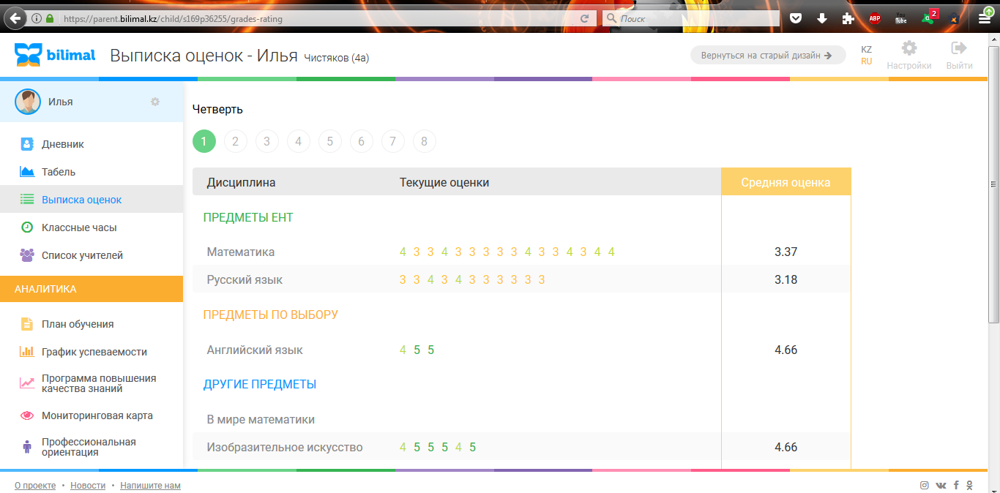 https://parent.bilimal.kz/child/s169p36255/grades-rating
Поиск
ABP
You Tube
2
bilimal
Выписка оценок - Илья Чистяков (4а)
Вернуться на старый дизайн
KZ
RU
Настройки
Выйти
Илья
Дневник
Табель
Выписка оценок
Классные часы
Список учителей
АНАЛИТИКА
План обучения
График успеваемости
Программа повышения
качества знаний
Мониторинговая карта
Профессиональная
ориентация
Четверть
1 2 3 4 5 6 7 8
Дисциплина Текущие оценки Средняя оценка
ПРЕДМЕТЫ ЕНТ
Математика 4 3 3 4 3 3 3 3 3 4 3 3 4 3 4 4 3.37
Русский язык 3 3 4 3 4 3 3 3 3 3 3 3.18
ПРЕДМЕТЫ ПО ВЫБОРУ
Английский язык 4 5 5 4.66
ДРУГИЕ ПРЕДМЕТЫ
В мире математики
Изобразительное искусство 4 5 5 5 4 5 4.66
О проекте • Новости • Напишите нам